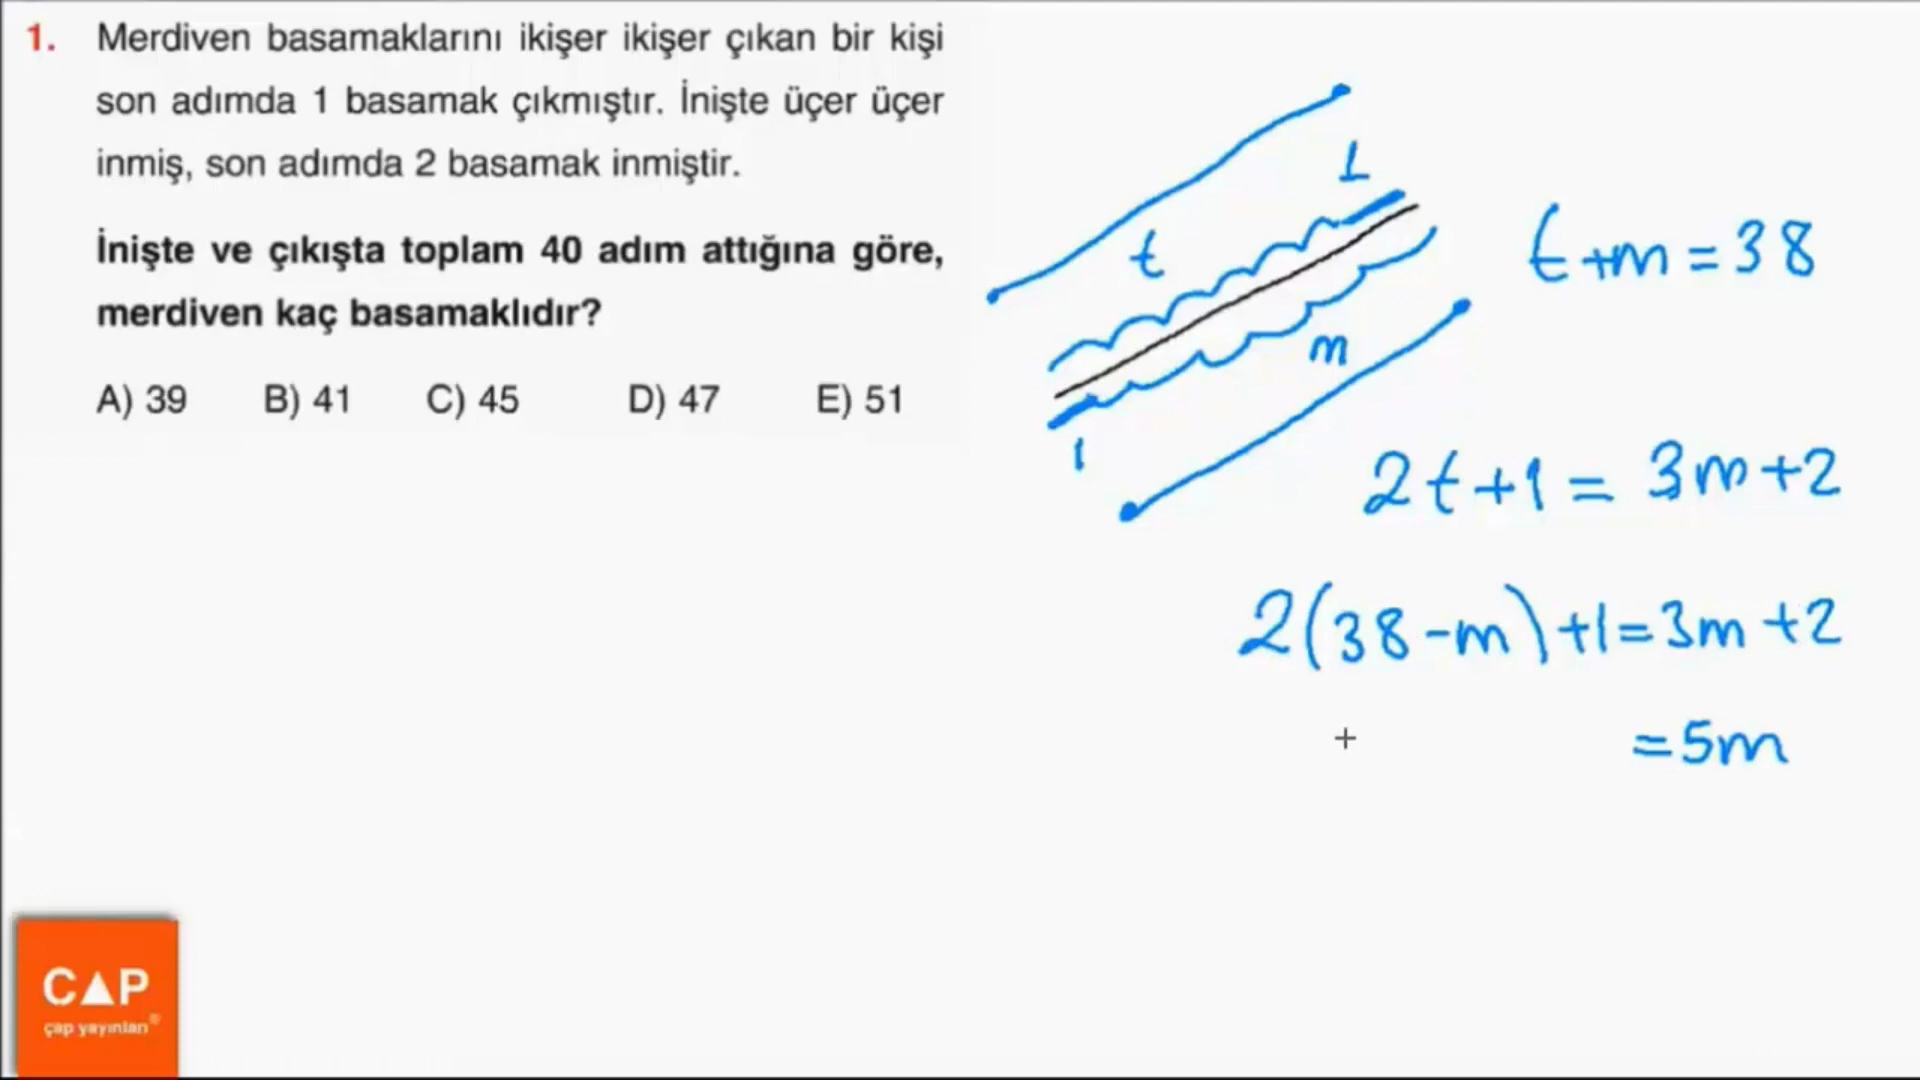 1. Merdiven basamaklarını ikişer ikişer çıkan bir kişi
son adımda 1 basamak çıkmıştır. İnişte üçer üçer
inmiş, son adımda 2 basamak inmiştir.
İnişte ve çıkışta toplam 40 adım attığına göre,
merdiven kaç basamaklıdır?
A) 39 B) 41 C) 45 D) 47 E) 51
1
t
t+m=38
m
1
2t+1=3m+2
2(38-m)+1=3m+2
=5m
ÇAP
çap yayınları®